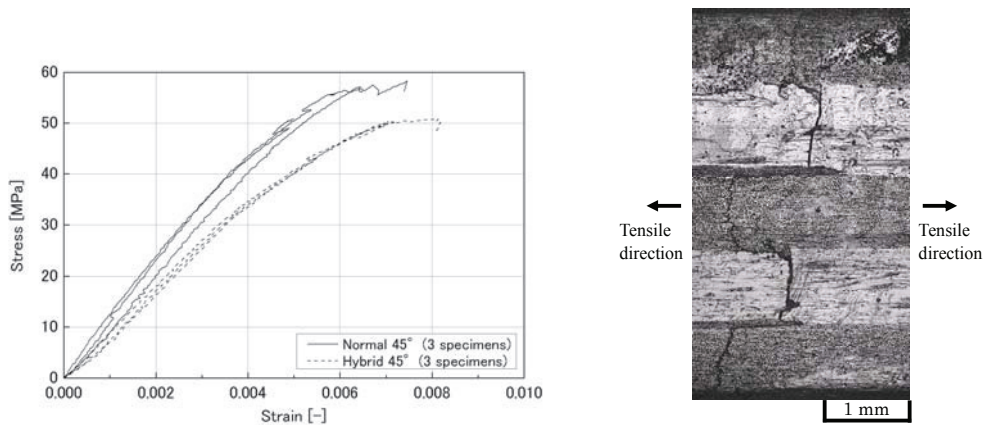 60
50
40
30
20
10
0
Stress [MPa]
0.000
0.002
0.004
0.006
0.008
0.010
Strain [-]
Normal 45° (3 specimens)
Hybrid 45° (3 specimens)
Tensile
direction
Tensile
direction
1 mm